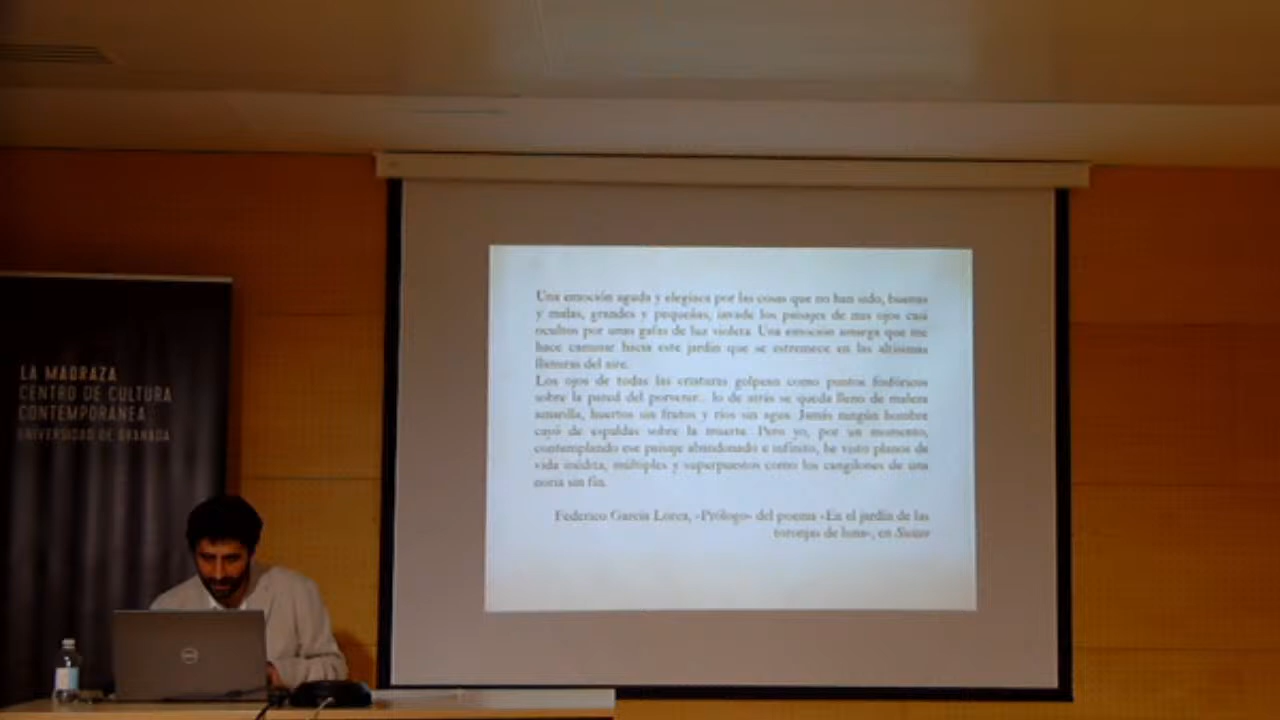 LA MADRAZA
CENTRO DE CULTURA
CONTEMPORÁNEA
UNIVERSIDAD DE GRANADA
Una emoción aguda y elegiaca por las cosas que no han sido, buenas
y malas, grandes y pequeñas, invade los paisajes de mis ojos casi
ocultos por unas gafas de luz violeta. Una emoción amarga que me
hace caminar hacia este jardín que se estremece en las altísimas
llanuras del aire.
Los ojos de todas las criaturas golpean como puntos fosfóricos
sobre la pared del porvenir... lo de atrás se queda lleno de maleza
amarilla, huertos sin frutos y ríos sin agua. Jamás ningún hombre
cayó de espaldas sobre la muerte. Pero yo, por un momento,
contemplando ese paisaje abandonado e infinito, he visto planos de
vida inédita, múltiples y superpuestos como los cangilones de una
noria sin fin.
Federico García Lorca, «Prólogo» del poema «En el jardín de las
toronjas de luna», en Suites
DELL